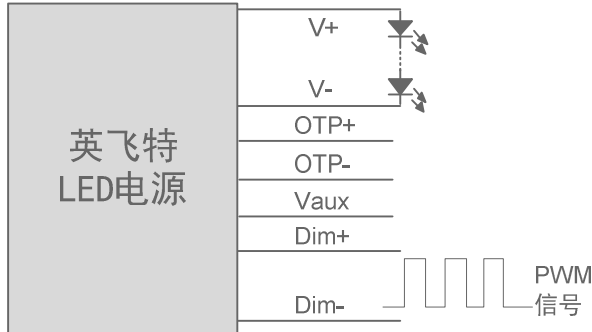 英飞特
LED电源
V+
V-
OTP+
OTP-
Vaux
Dim+
Dim-
PWM
信号